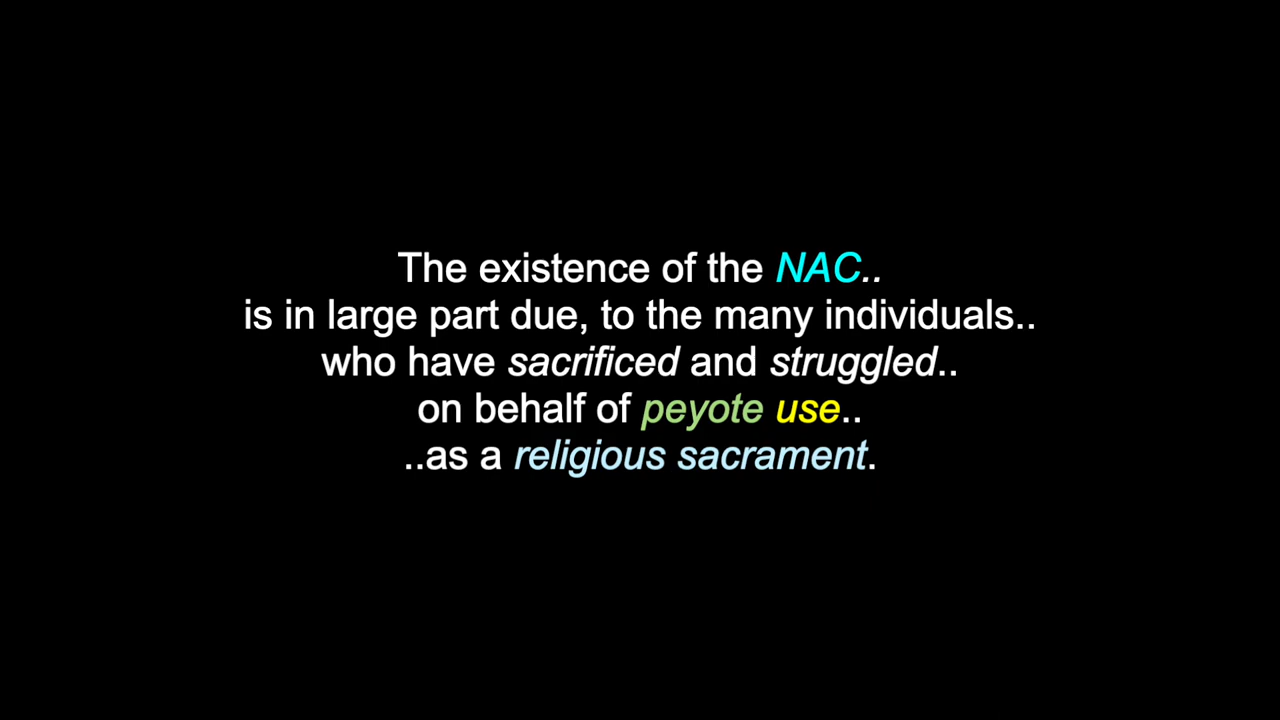 The existence of the NAC..
is in large part due, to the many individuals..
who have sacrificed and struggled..
on behalf of peyote use..
..as a religious sacrament.